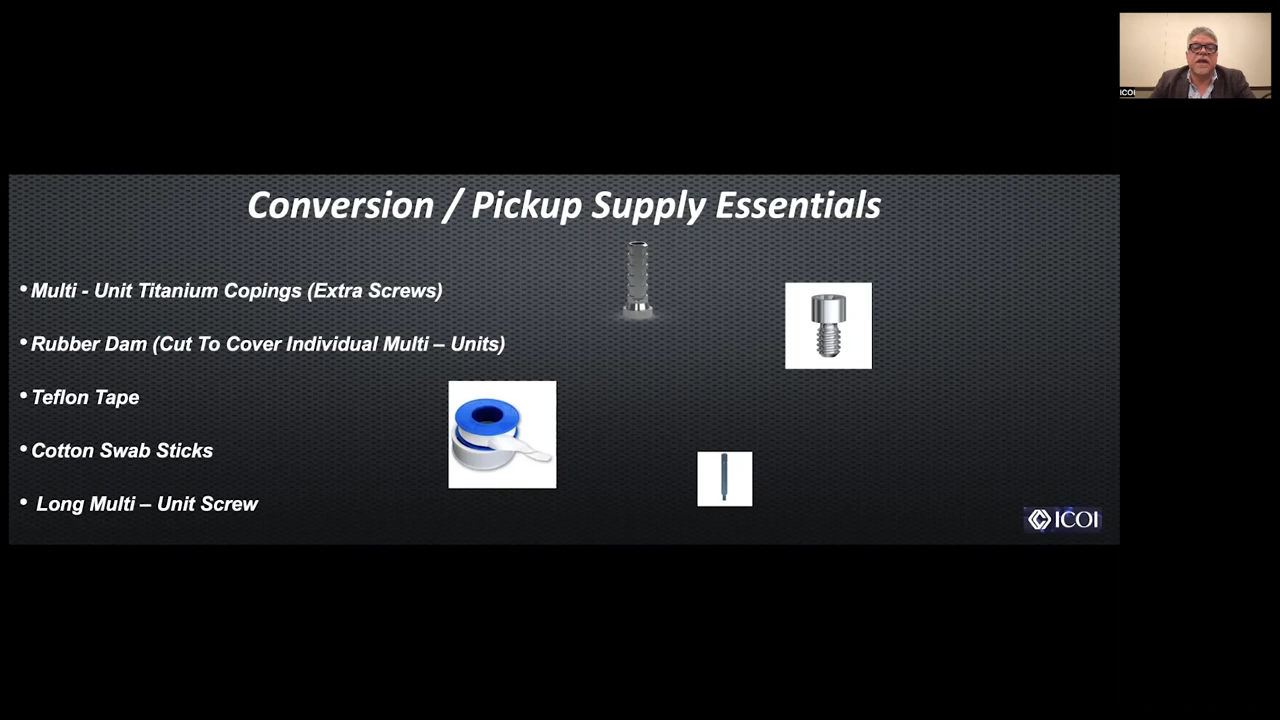 ICOI
Conversion / Pickup Supply Essentials
• Multi - Unit Titanium Copings (Extra Screws)
• Rubber Dam (Cut To Cover Individual Multi – Units)
• Teflon Tape
• Cotton Swab Sticks
• Long Multi – Unit Screw
ICOI